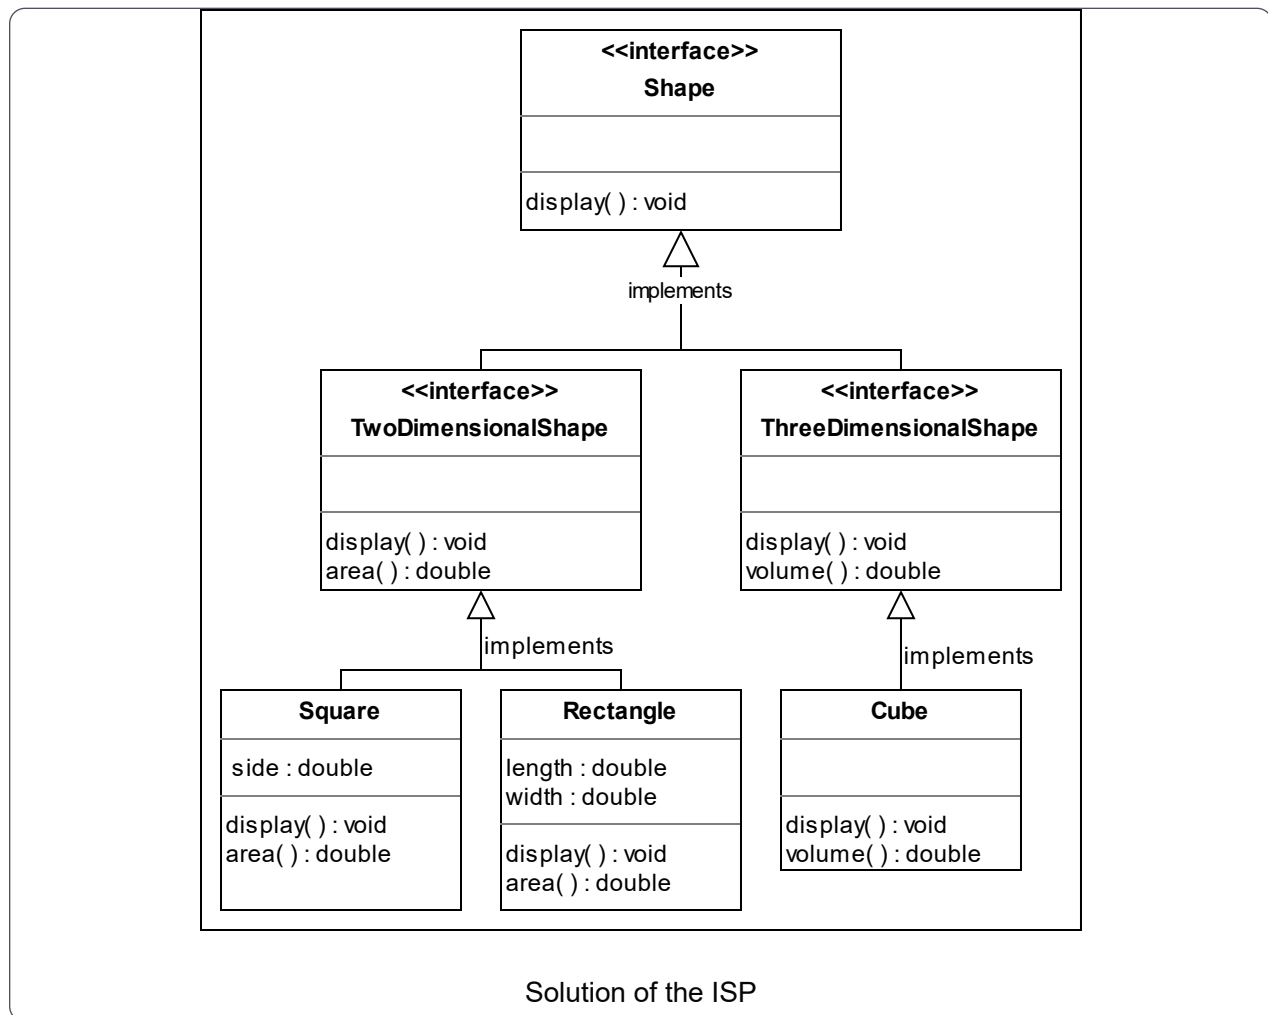 <<interface>>
Shape
display( ) : void
implements
<<interface>>
TwoDimensionalShape
display( ) : void
area( ) : double
<<interface>>
ThreeDimensionalShape
display( ) : void
volume( ) : double
implements
implements
Square
side : double
display( ) : void
area( ) : double
Rectangle
length : double
width : double
display( ) : void
area( ) : double
Cube
display( ) : void
volume( ) : double
Solution of the ISP